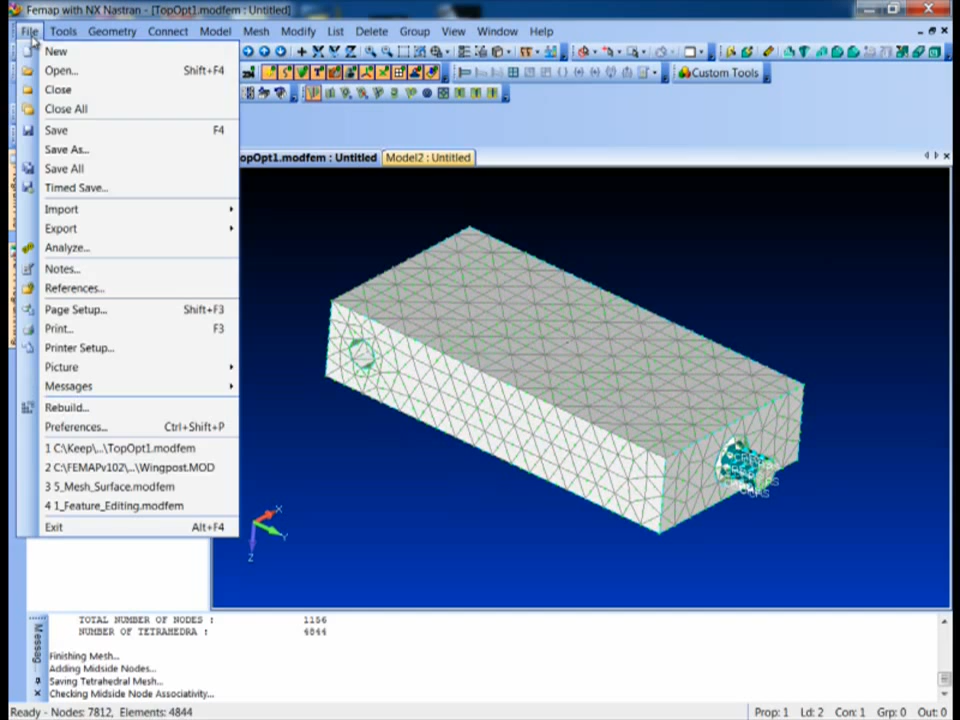 Femap with NX Nastran - [TopOpt1.modfem : Untitled]
File Tools Geometry Connect Model Mesh Modify List Delete Group View Window Help
New
Open... Shift+F4
Close
Close All
Save F4
Save As...
Save All
Timed Save...
Import
Export
Analyze...
Notes...
References...
Page Setup... Shift+F3
Print... F3
Printer Setup...
Picture
Messages
Rebuild...
Preferences... Ctrl+Shift+P
1 C:\Keep\...\TopOpt1.modfem
2 C:\FEMAPv102\...\Wingpost.MOD
3 5_Mesh_Surface.modfem
4 1_Feature_Editing.modfem
Exit Alt+F4
Custom Tools
opOpt1.modfem : Untitled
Model2 : Untitled
X
Y
Z
Messag
TOTAL NUMBER OF NODES : 1156
NUMBER OF TETRAHEDRA : 4844
Finishing Mesh...
Adding Midside Nodes...
Saving Tetrahedral Mesh...
Checking Midside Node Associativity...
Ready - Nodes: 7812, Elements: 4844
Prop: 1 Ld: 2 Con: 1 Grp: 0 Out: 0